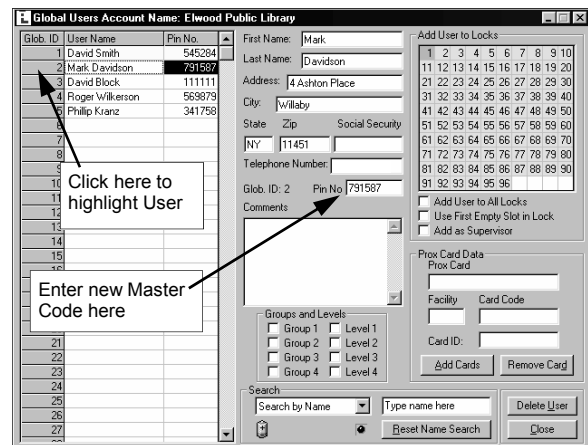 Global Users Account Name: Elwood Public Library
Glob. ID User Name Pin No.
1 David Smith 545284
2 Mark Davidson 791587
3 David Block 111111
4 Roger Wilkerson 569879
5 Phillip Kranz 341758
6
7
8
Click here to
highlight User
10
11
12
13
14
15
16
Enter new Master
Code here
21
22
23
24
25
26
27
First Name: Mark
Last Name: Davidson
Address: 4 Ashton Place
City: Willaby
State Zip Social Security
NY 11451
Telephone Number:
Glob. ID: 2 Pin No 791587
Comments
Groups and Levels
Group 1 Level 1
Group 2 Level 2
Group 3 Level 3
Group 4 Level 4
Search
Search by Name Type name here
Reset Name Search
Add User to Locks
1 2 3 4 5 6 7 8 9 10
11 12 13 14 15 16 17 18 19 20
21 22 23 24 25 26 27 28 29 30
31 32 33 34 35 36 37 38 39 40
41 42 43 44 45 46 47 48 49 50
51 52 53 54 55 56 57 58 59 60
61 62 63 64 65 66 67 68 69 70
71 72 73 74 75 76 77 78 79 80
81 82 83 84 85 86 87 88 89 90
91 92 93 94 95 96
Add User to All Locks
Use First Empty Slot in Lock
Add as Supervisor
Prox Card Data
Prox Card
Facility Card Code
Card ID:
Add Cards Remove Card
Delete User
Close